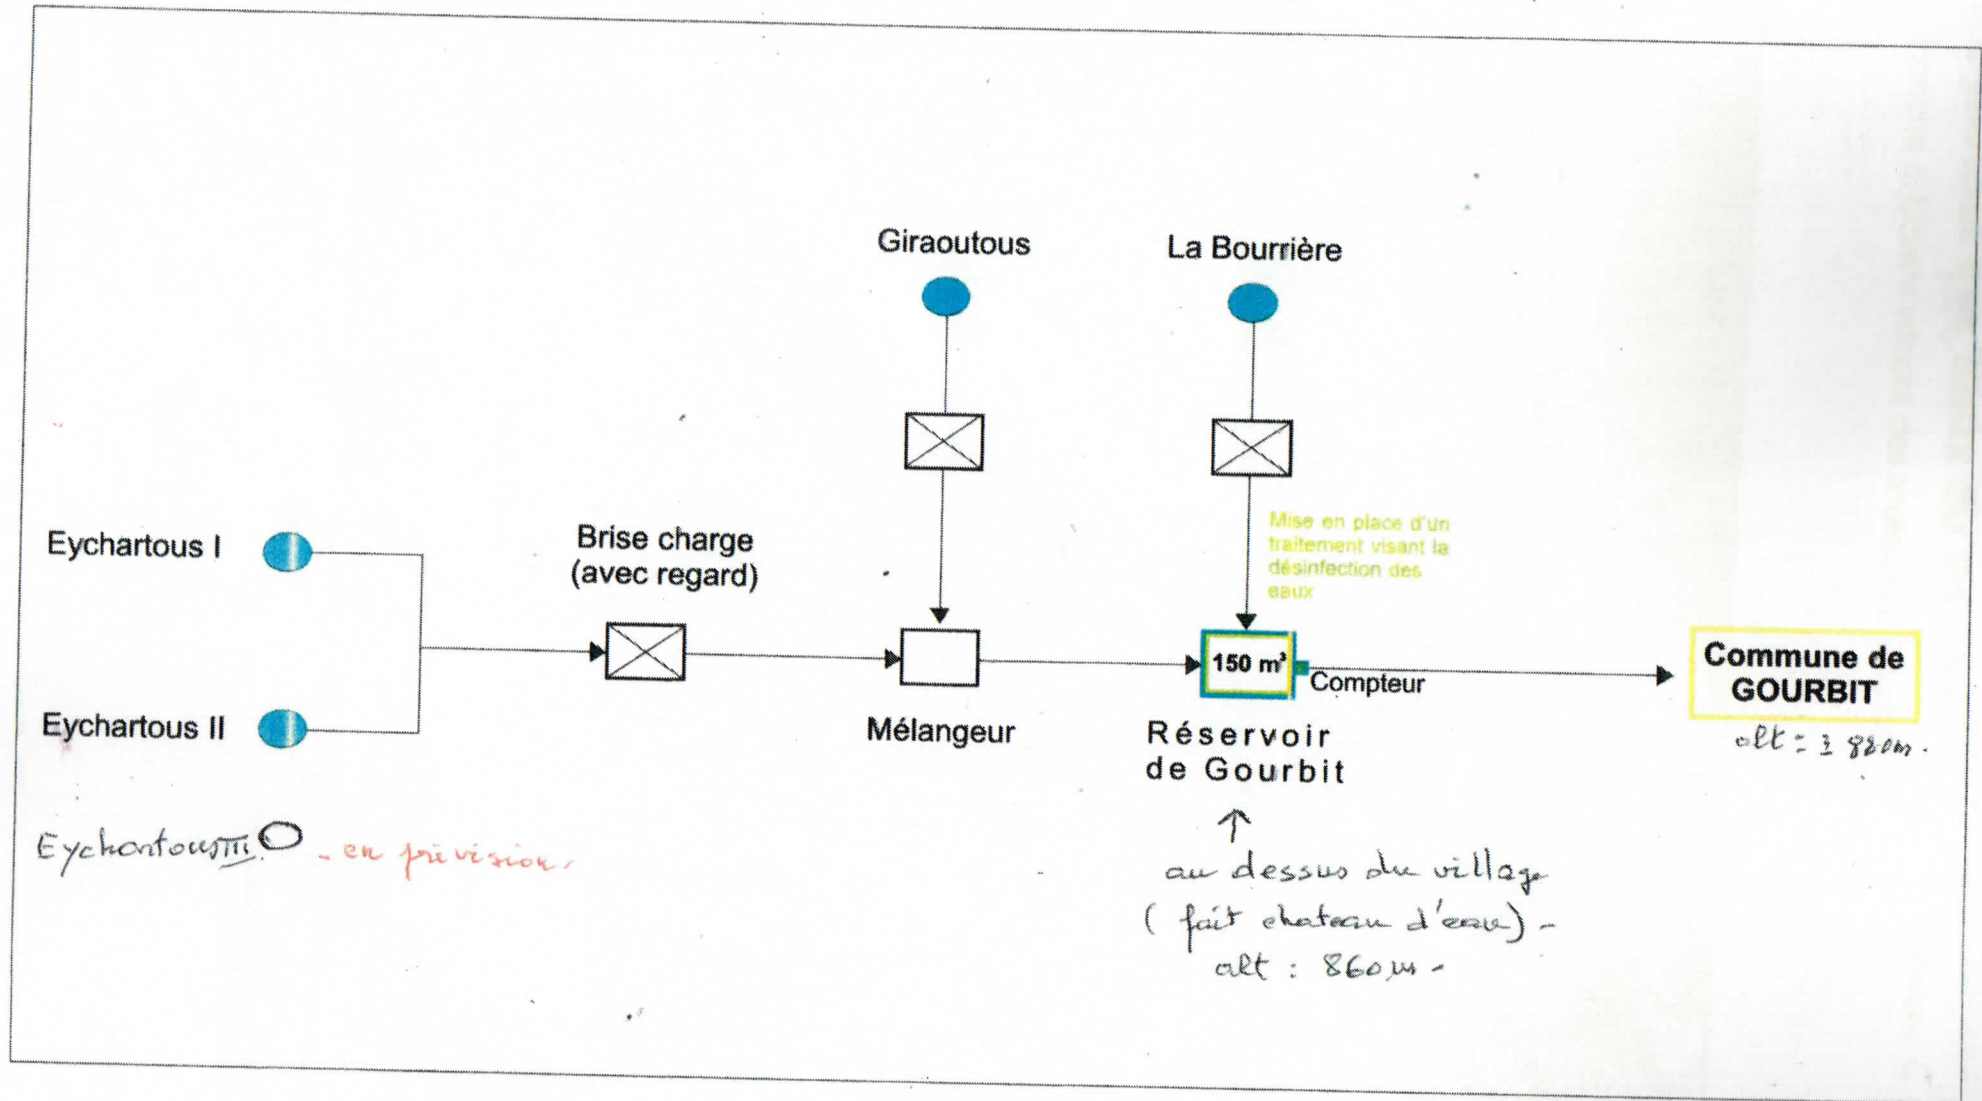 Giraoutous
La Bourrière
Mise en place d'un
traitement visant la
désinfection des
eaux
Eychartous I
Brise charge
(avec regard)
150 m³
Compteur
Commune de
GOURBIT
alt : ± 820m.
Eychartous II
Mélangeur
Réservoir
de Gourbit
Eychartous III. - en prévision.
↑
au dessus du village
( fait chateau d'eau) -
alt : 860 m -